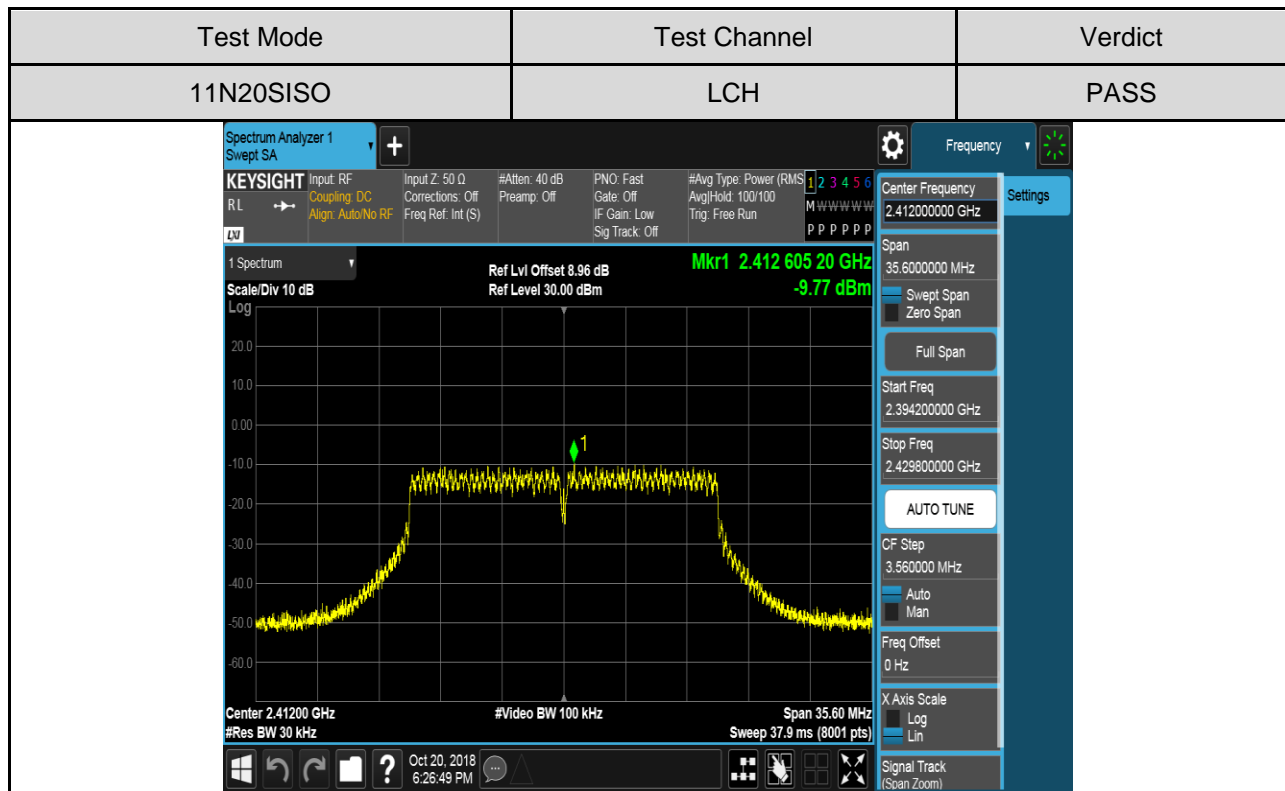 Test Mode Test Channel Verdict
11N20SISO LCH PASS
Spectrum Analyzer 1
Swept SA
Frequency
KEYSIGHT Input: RF Input Z: 50 Ω #Atten: 40 dB PNO: Fast #Avg Type: Power (RMS 1 2 3 4 5 6
RL Coupling: DC Corrections: Off Preamp: Off Gate: Off Avg|Hold: 100/100 M W W W W W
Align: Auto/No RF Freq Ref: Int (S) IF Gain: Low Trig: Free Run
LXI Sig Track: Off P P P P P P
1 Spectrum
Scale/Div 10 dB
Ref Lvl Offset 8.96 dB
Ref Level 30.00 dBm
Mkr1 2.412 605 20 GHz
-9.77 dBm
Log
20.0
10.0
0.00
-10.0
-20.0
-30.0
-40.0
-50.0
-60.0
1
Center 2.41200 GHz #Video BW 100 kHz Span 35.60 MHz
#Res BW 30 kHz Sweep 37.9 ms (8001 pts)
Oct 20, 2018
6:26:49 PM
?
Center Frequency
2.412000000 GHz
Settings
Span
35.6000000 MHz
Swept Span
Zero Span
Full Span
Start Freq
2.394200000 GHz
Stop Freq
2.429800000 GHz
AUTO TUNE
CF Step
3.560000 MHz
Auto
Man
Freq Offset
0 Hz
X Axis Scale
Log
Lin
Signal Track
(Span Zoom)